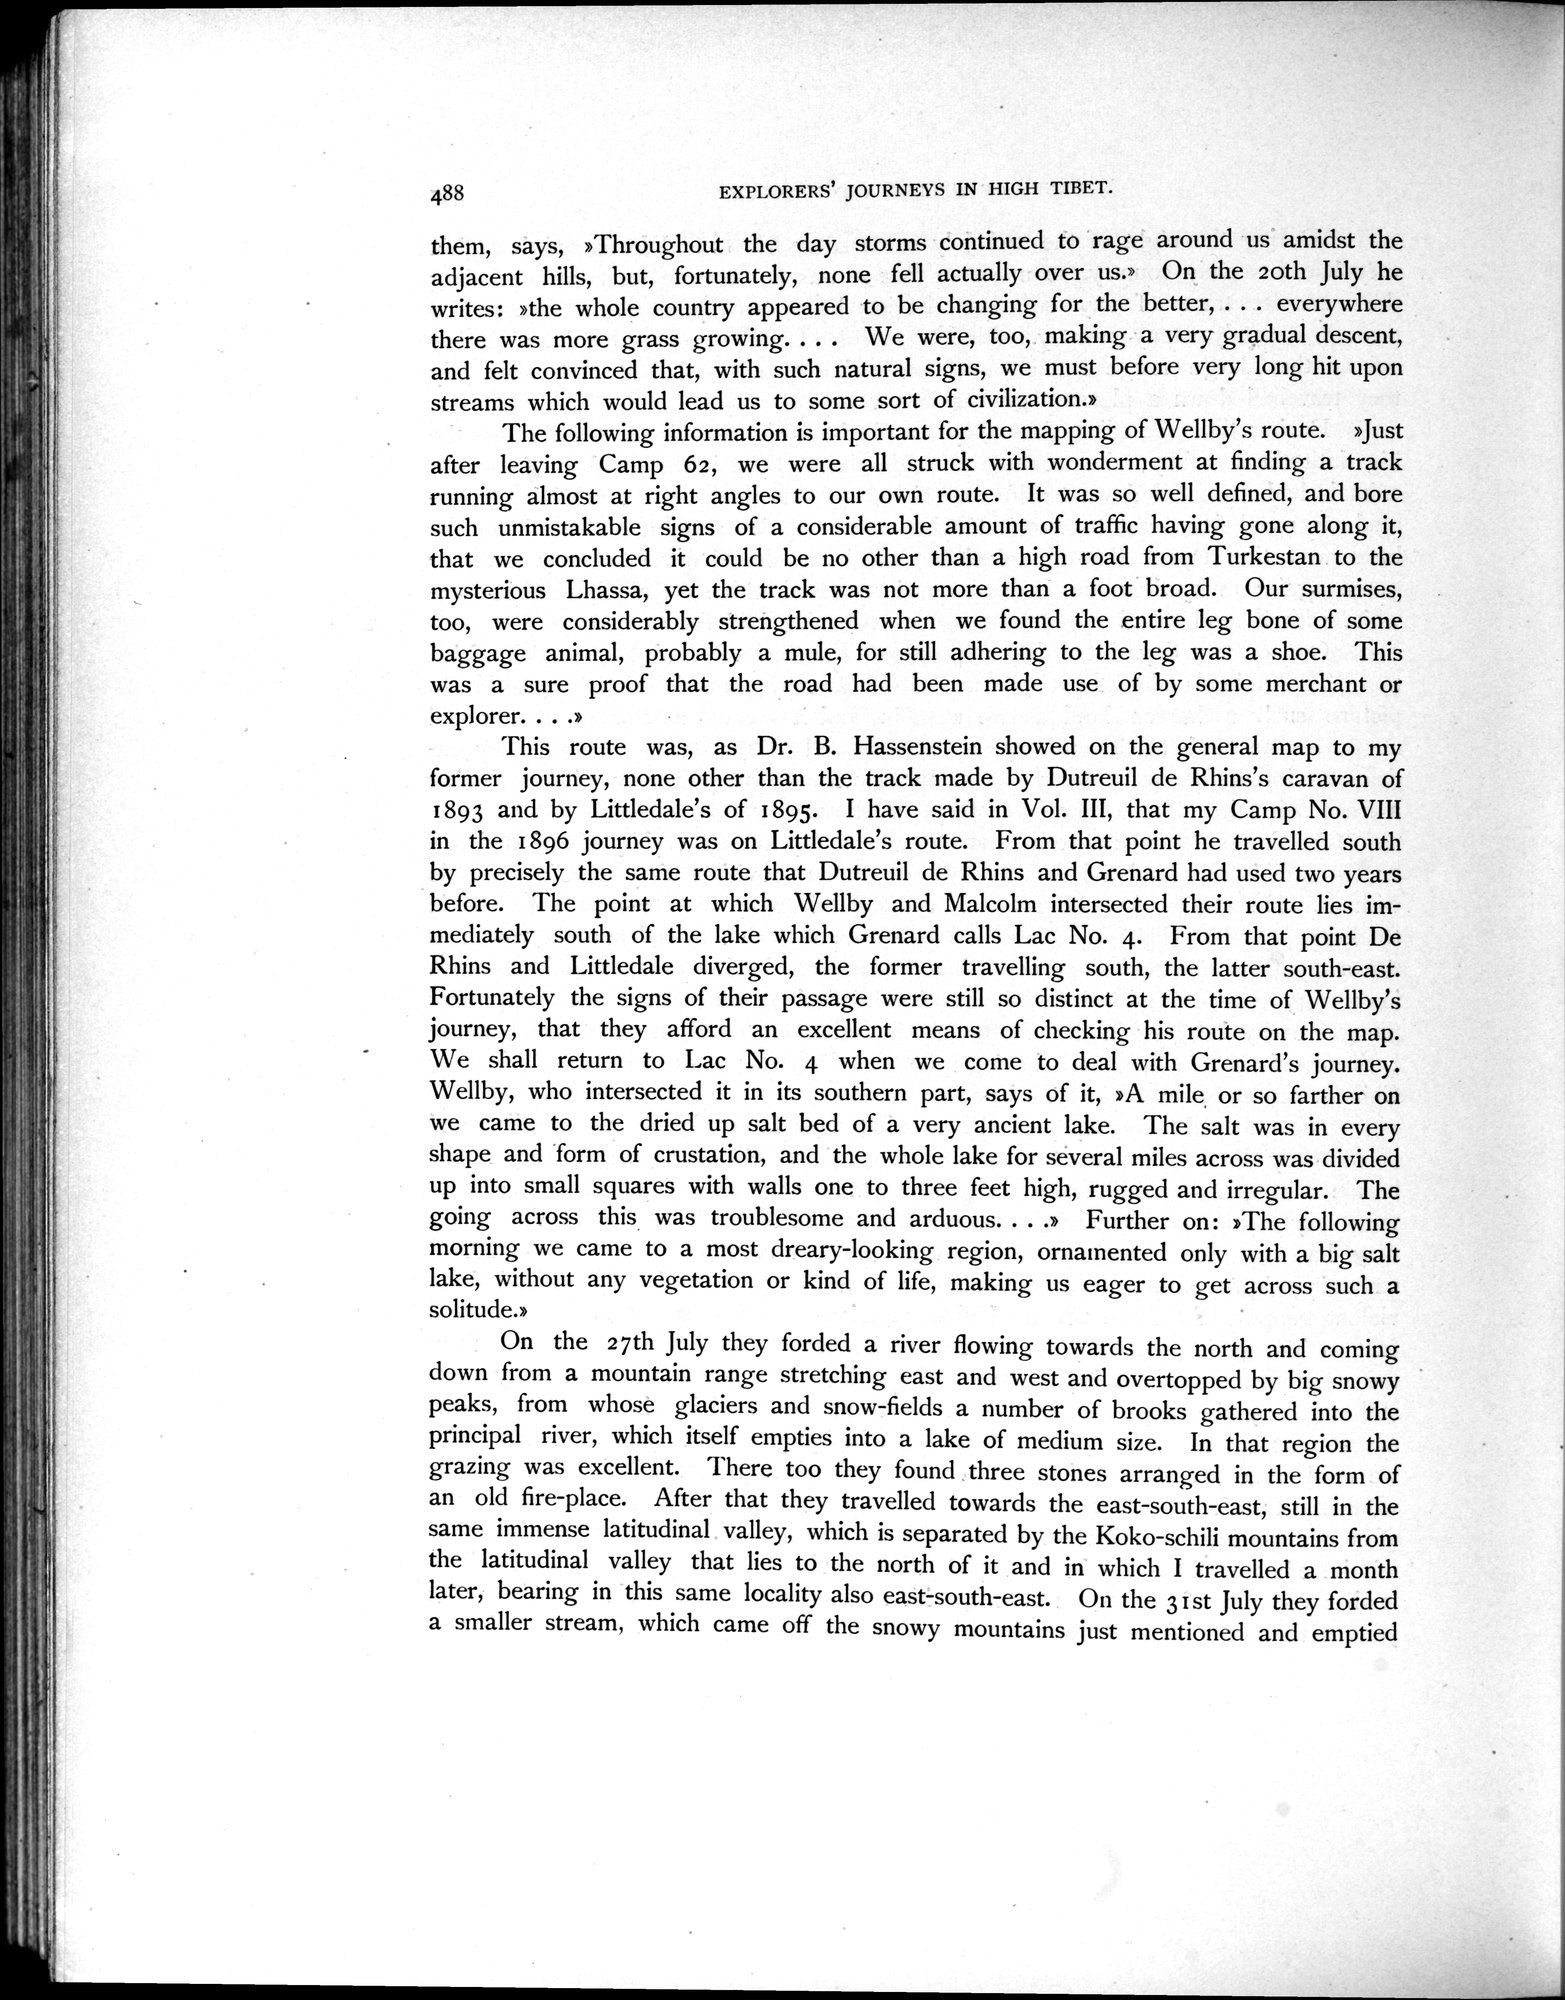 488
EXPLORERS' JOURNEYS IN HIGH TIBET.
them, says, »Throughout the day storms continued to rage around us amidst the
adjacent hills, but, fortunately, none fell actually over us.» On the 20th July he
writes: »the whole country appeared to be changing for the better, . . . everywhere
there was more grass growing. . . . We were, too, making a very gradual descent,
and felt convinced that, with such natural signs, we must before very long hit upon
streams which would lead us to some sort of civilization.»
The following information is important for the mapping of Wellby's route. »Just
after leaving Camp 62, we were all struck with wonderment at finding a track
running almost at right angles to our own route. It was so well defined, and bore
such unmistakable signs of a considerable amount of traffic having gone along it,
that we concluded it could be no other than a high road from Turkestan to the
mysterious Lhassa, yet the track was not more than a foot broad. Our surmises,
too, were considerably strengthened when we found the entire leg bone of some
baggage animal, probably a mule, for still adhering to the leg was a shoe. This
was a sure proof that the road had been made use of by some merchant or
explorer. . . .»
This route was, as Dr. B. Hassenstein showed on the general map to my
former journey, none other than the track made by Dutreuil de Rhins's caravan of
1893 and by Littledale's of 1895. I have said in Vol. III, that my Camp No. VIII
in the 1896 journey was on Littledale's route. From that point he travelled south
by precisely the same route that Dutreuil de Rhins and Grenard had used two years
before. The point at which Wellby and Malcolm intersected their route lies im-
mediately south of the lake which Grenard calls Lac No. 4. From that point De
Rhins and Littledale diverged, the former travelling south, the latter south-east.
Fortunately the signs of their passage were still so distinct at the time of Wellby's
journey, that they afford an excellent means of checking his route on the map.
We shall return to Lac No. 4 when we come to deal with Grenard's journey.
Wellby, who intersected it in its southern part, says of it, »A mile or so farther on
we came to the dried up salt bed of a very ancient lake. The salt was in every
shape and form of crustation, and the whole lake for several miles across was divided
up into small squares with walls one to three feet high, rugged and irregular. The
going across this was troublesome and arduous. . . .» Further on: »The following
morning we came to a most dreary-looking region, ornamented only with a big salt
lake, without any vegetation or kind of life, making us eager to get across such a
solitude.»
On the 27th July they forded a river flowing towards the north and coming
down from a mountain range stretching east and west and overtopped by big snowy
peaks, from whose glaciers and snow-fields a number of brooks gathered into the
principal river, which itself empties into a lake of medium size. In that region the
grazing was excellent. There too they found three stones arranged in the form of
an old fire-place. After that they travelled towards the east-south-east, still in the
same immense latitudinal valley, which is separated by the Koko-schili mountains from
the latitudinal valley that lies to the north of it and in which I travelled a month
later, bearing in this same locality also east-south-east. On the 31st July they forded
a smaller stream, which came off the snowy mountains just mentioned and emptied